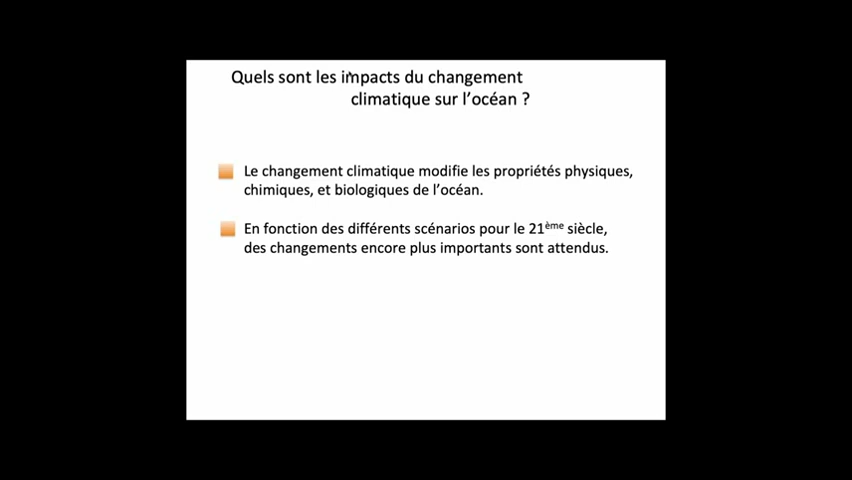 Quels sont les impacts du changement
climatique sur l’océan ?
Le changement climatique modifie les propriétés physiques,
chimiques, et biologiques de l’océan.
En fonction des différents scénarios pour le 21ème siècle,
des changements encore plus importants sont attendus.